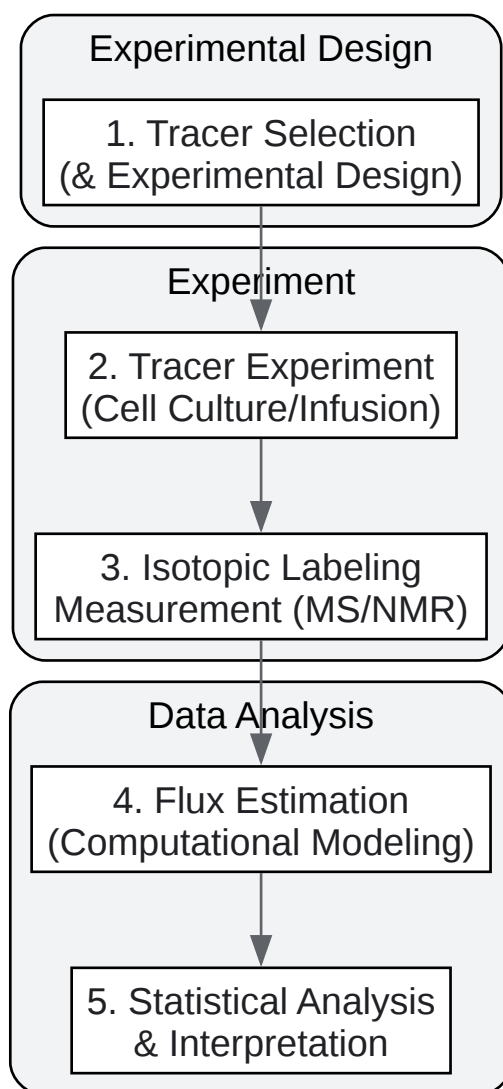 Experimental Design
1. Tracer Selection
(& Experimental Design)
Experiment
2. Tracer Experiment
(Cell Culture/Infusion)
3. Isotopic Labeling
Measurement (MS/NMR)
Data Analysis
4. Flux Estimation
(Computational Modeling)
5. Statistical Analysis
& Interpretation